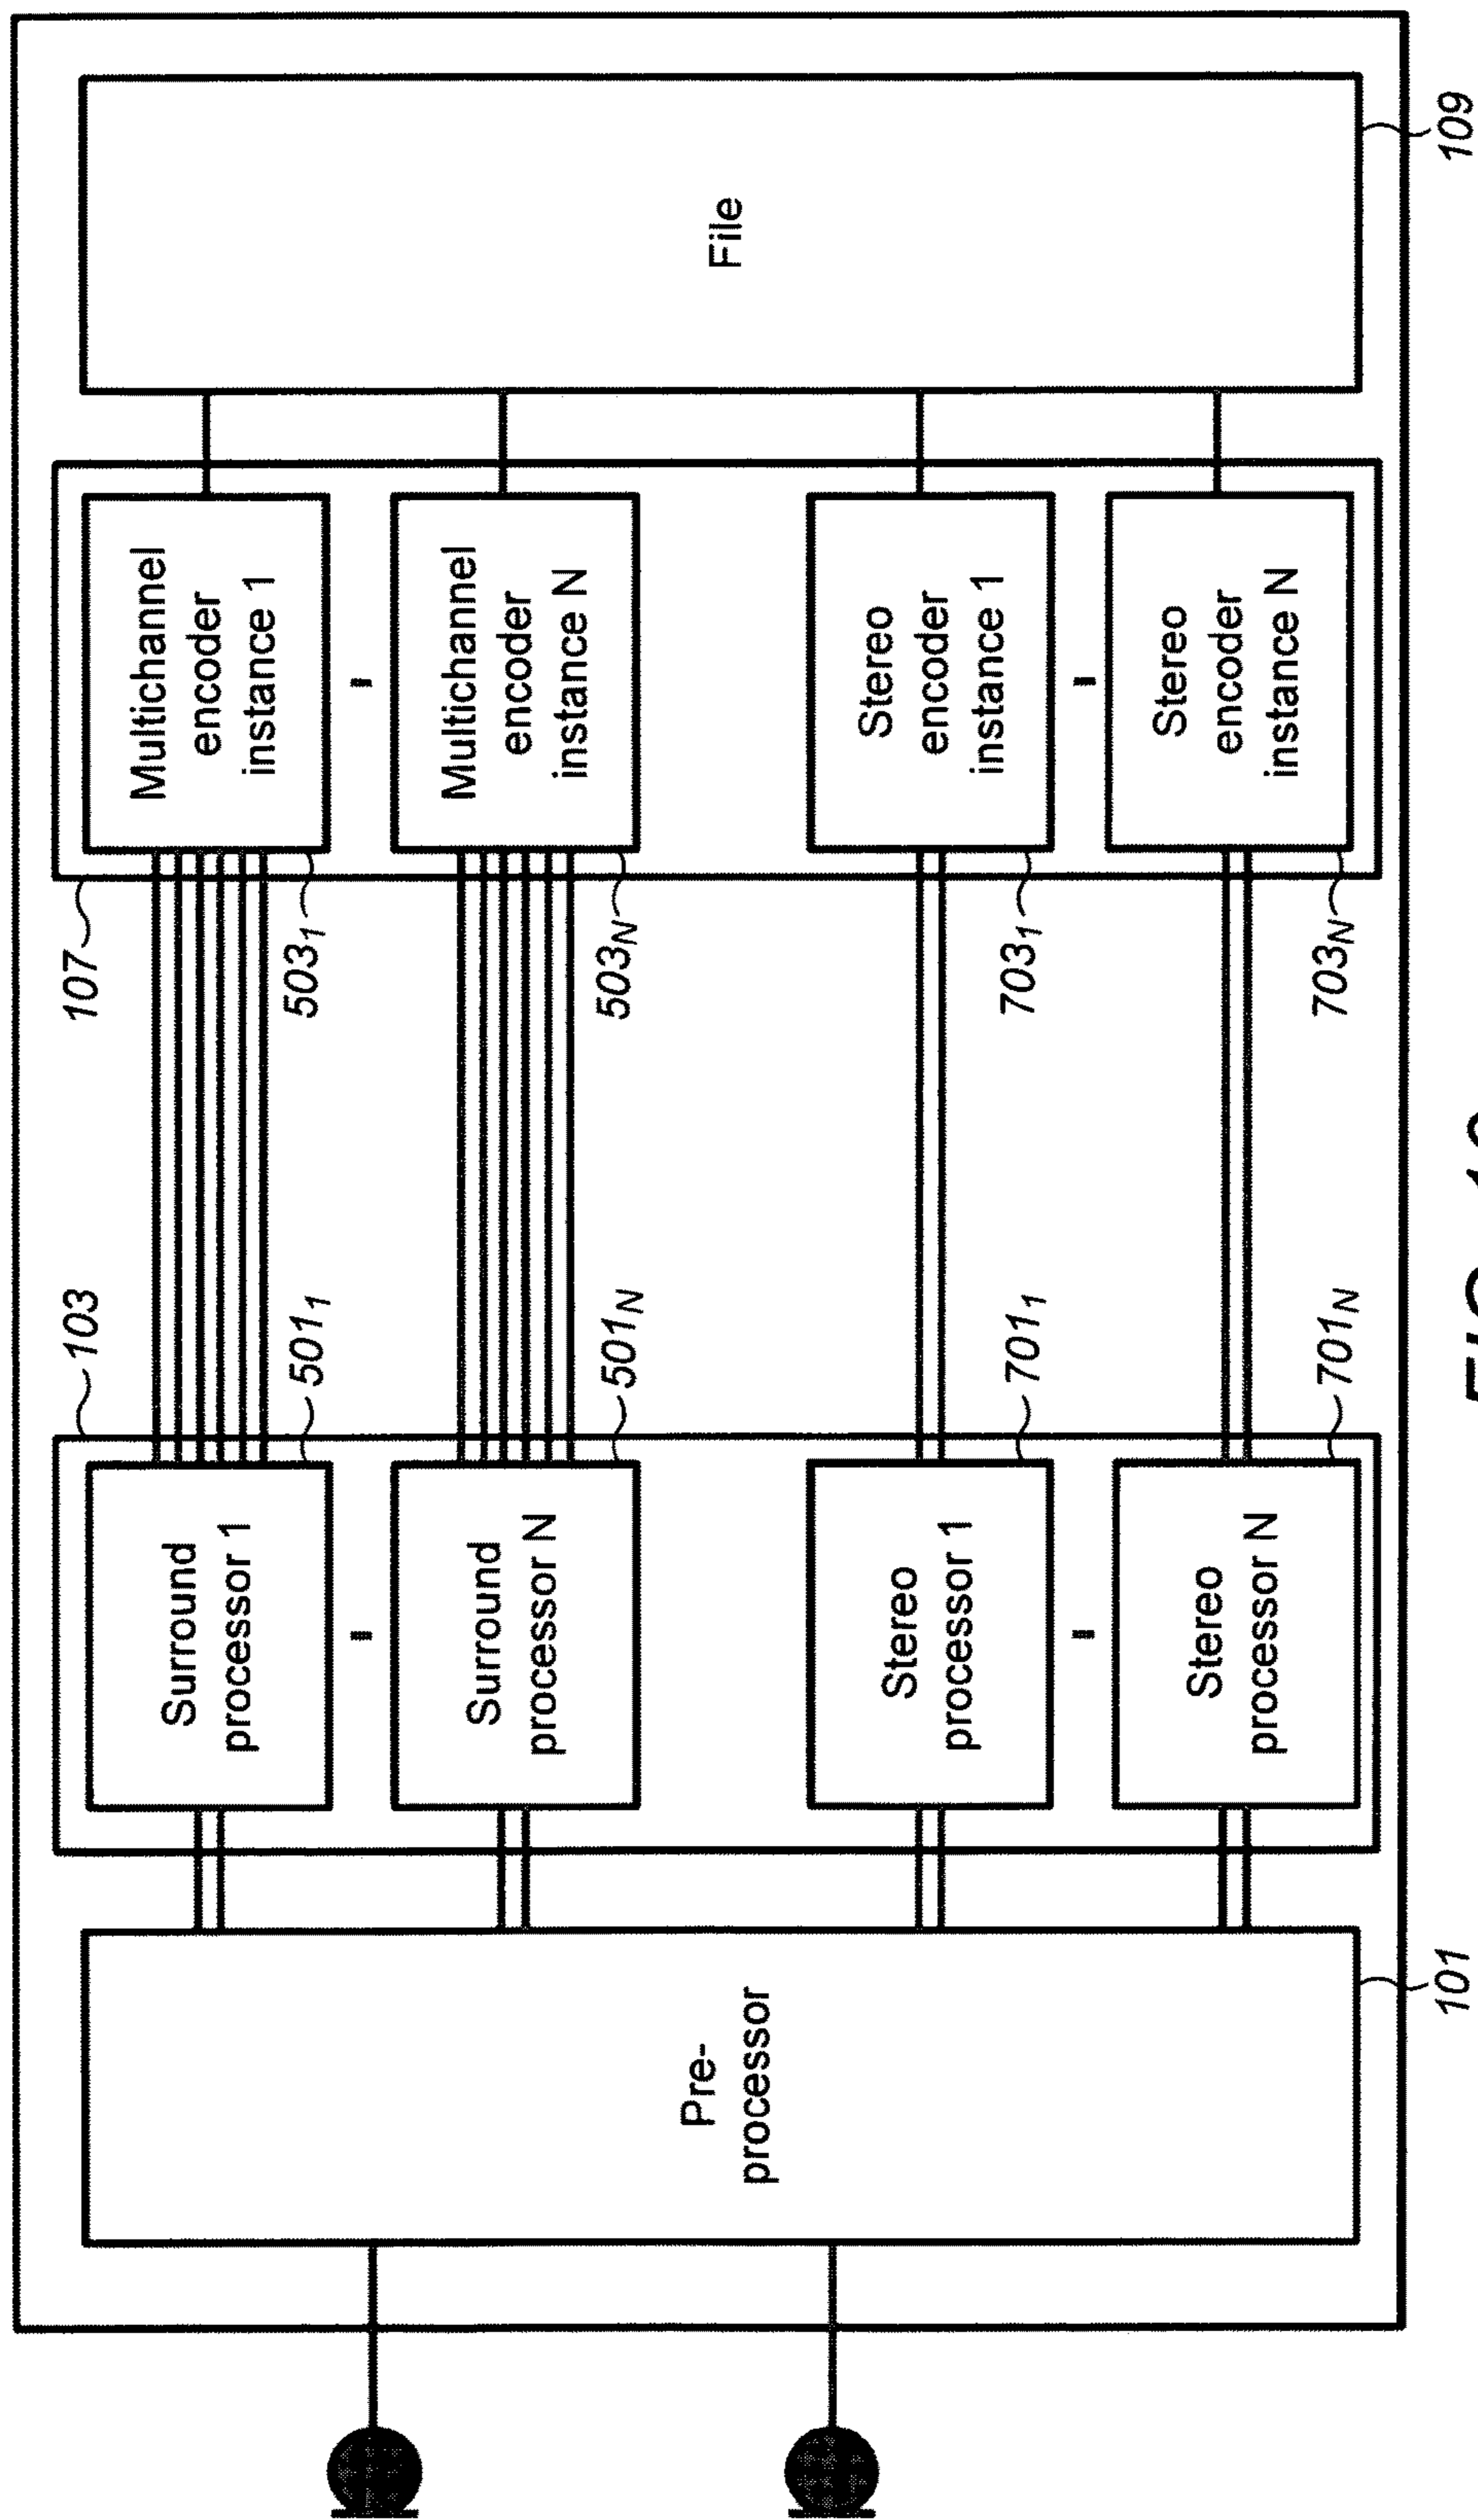 Pre-
processor
101
103
Surround
processor 1
501₁
Surround
processor N
501N
Stereo
processor 1
701₁
Stereo
processor N
701N
107
Multichannel
encoder
instance 1
503₁
Multichannel
encoder
instance N
503N
Stereo
encoder
instance 1
703₁
Stereo
encoder
instance N
703N
File
109